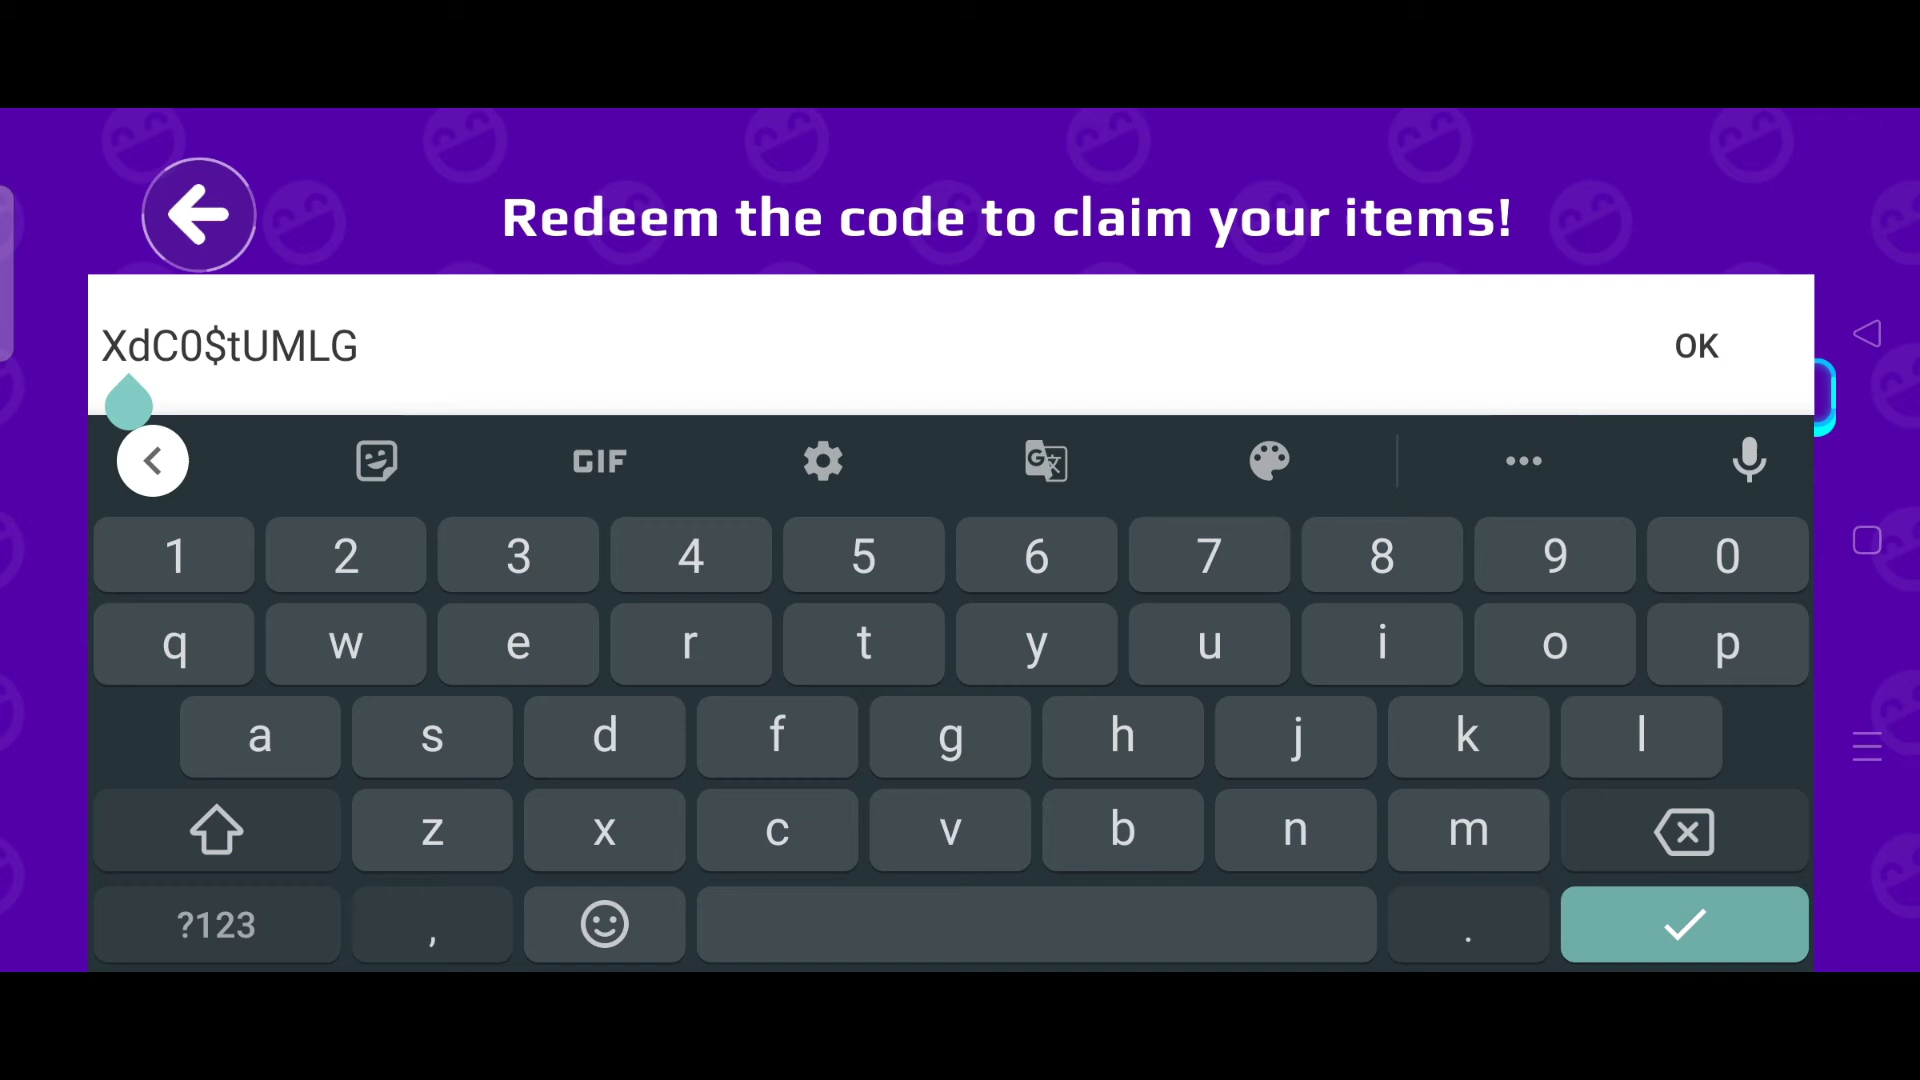 Redeem the code to claim your items!
XdC0$tUMLG
OK
GIF
1 2 3 4 5 6 7 8 9 0
q w e r t y u i o p
a s d f g h j k l
z x c v b n m
?123 , .